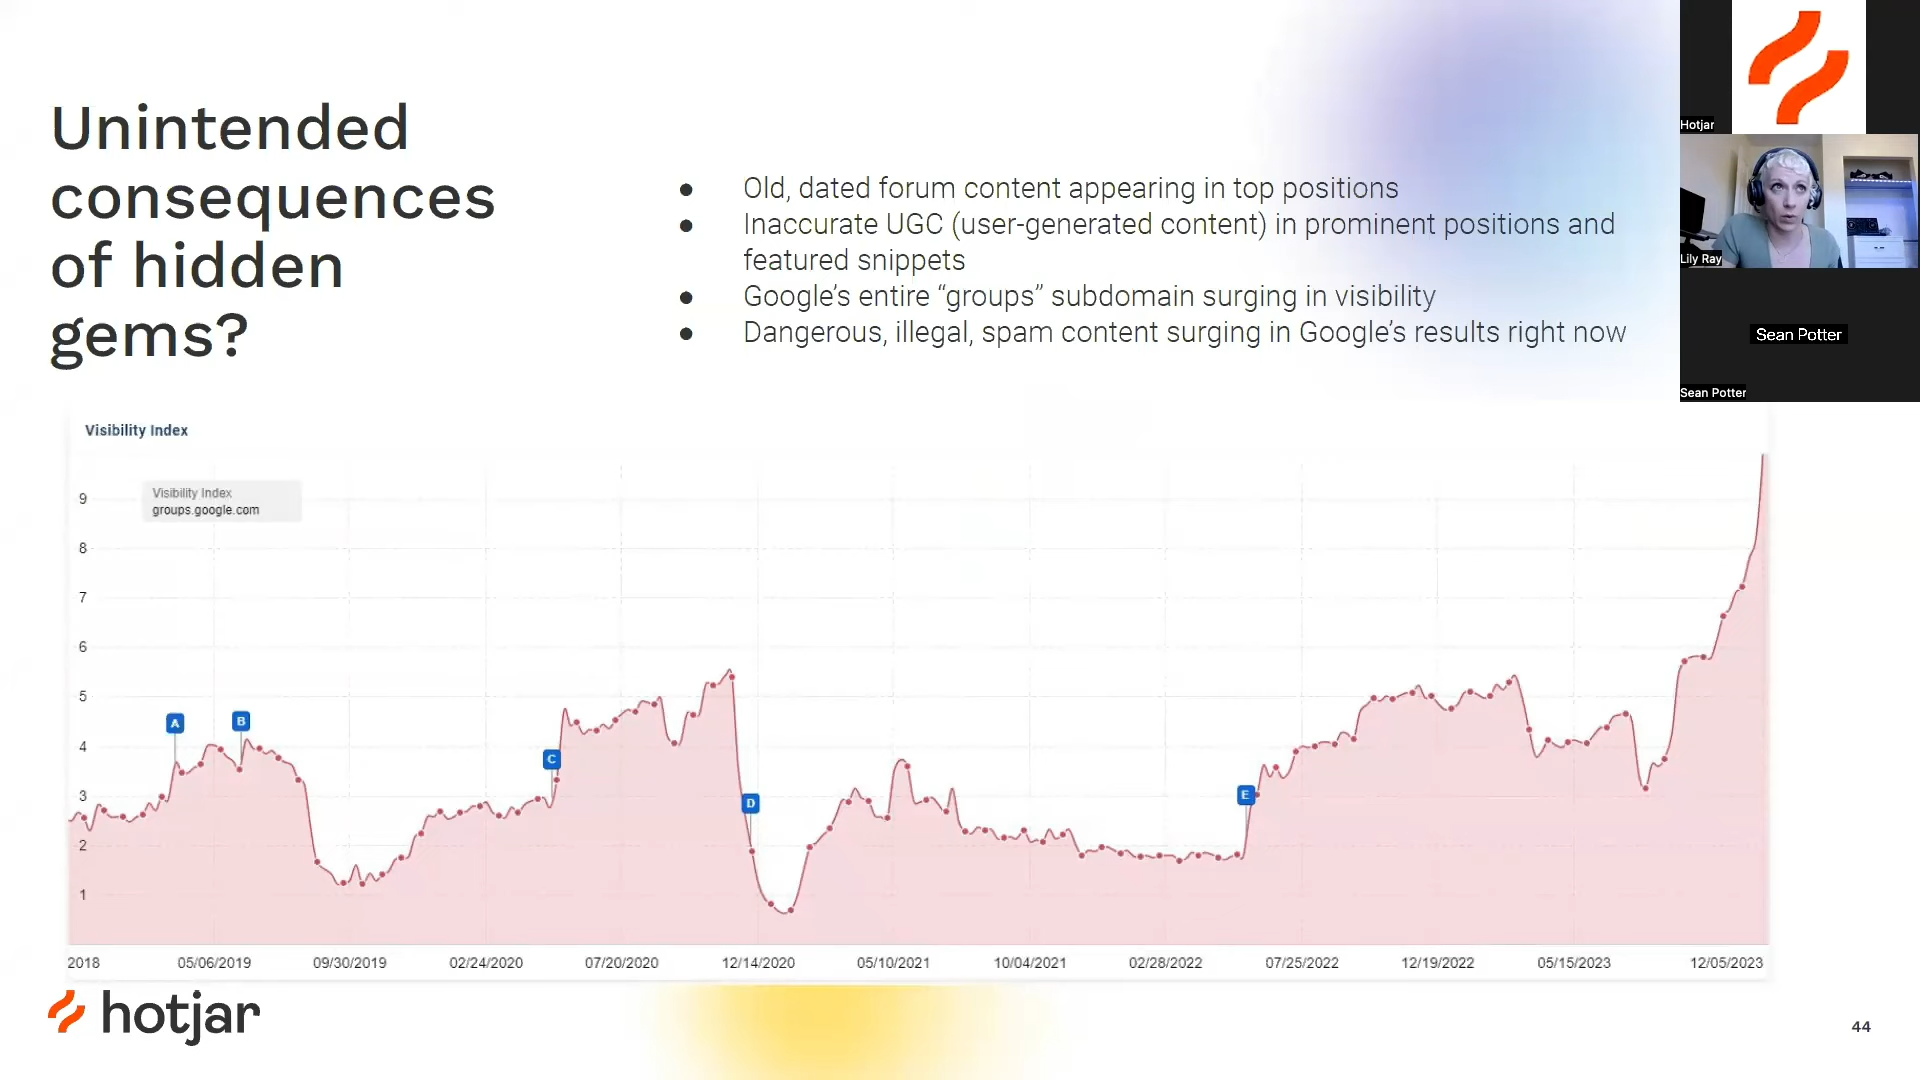 Unintended
consequences
of hidden
gems?
● Old, dated forum content appearing in top positions
● Inaccurate UGC (user-generated content) in prominent positions and
featured snippets
● Google’s entire “groups” subdomain surging in visibility
● Dangerous, illegal, spam content surging in Google’s results right now
Hotjar
Lily Ray
Sean Potter
Sean Potter
Visibility Index
Visibility Index
groups.google.com
9
8
7
6
5
4
3
2
1
A
B
C
D
E
2018 05/06/2019 09/30/2019 02/24/2020 07/20/2020 12/14/2020 05/10/2021 10/04/2021 02/28/2022 07/25/2022 12/19/2022 05/15/2023 12/05/2023
hotjar
44